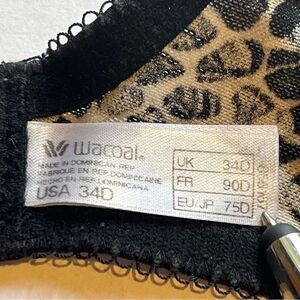 wacoal
MADE IN DOMINICAN REP.
FABRIQUE EN REP. DOMINICAINE
HECHO EN REP. DOMINICANA
USA 34D
UK 34D
FR 90D
EU/JP 75D